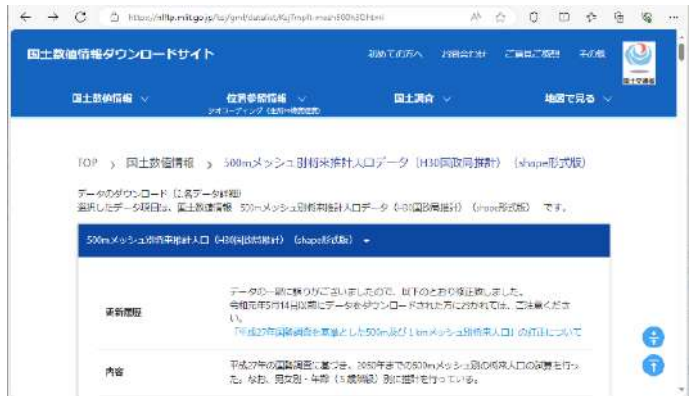 https://nlftp.mlit.go.jp/ksj/gml/datalist/KsjTmplt-mesh500h30.html
国土数値情報ダウンロードサイト
初めての方へ お問合わせ ご意見ご感想 その他
国土交通省
国土数値情報 位置参照情報 国土調査 地図で見る
ジオコーディング（住所⇒緯度経度）
TOP 国土数値情報 500mメッシュ別将来推計人口データ（H30国政局推計）（shape形式版）
データのダウンロード（2.各データ詳細）
選択したデータ項目は、国土数値情報 500mメッシュ別将来推計人口データ（H30国政局推計）（shape形式版） です。
500mメッシュ別将来推計人口（H30国政局推計）（shape形式版）
データの一部に誤りがございましたので、以下のとおり修正致しました。
更新履歴
令和元年5月14日以前にデータをダウンロードされた方におかれては、ご注意くださ
い。
「平成27年国勢調査を基準とした500m及び1kmメッシュ別将来人口」の訂正について
内容
平成27年の国勢調査に基づき、2050年までの500mメッシュ別の将来人口の試算を行っ
た。なお、男女別・年齢（5歳階級）別に推計を行っている。